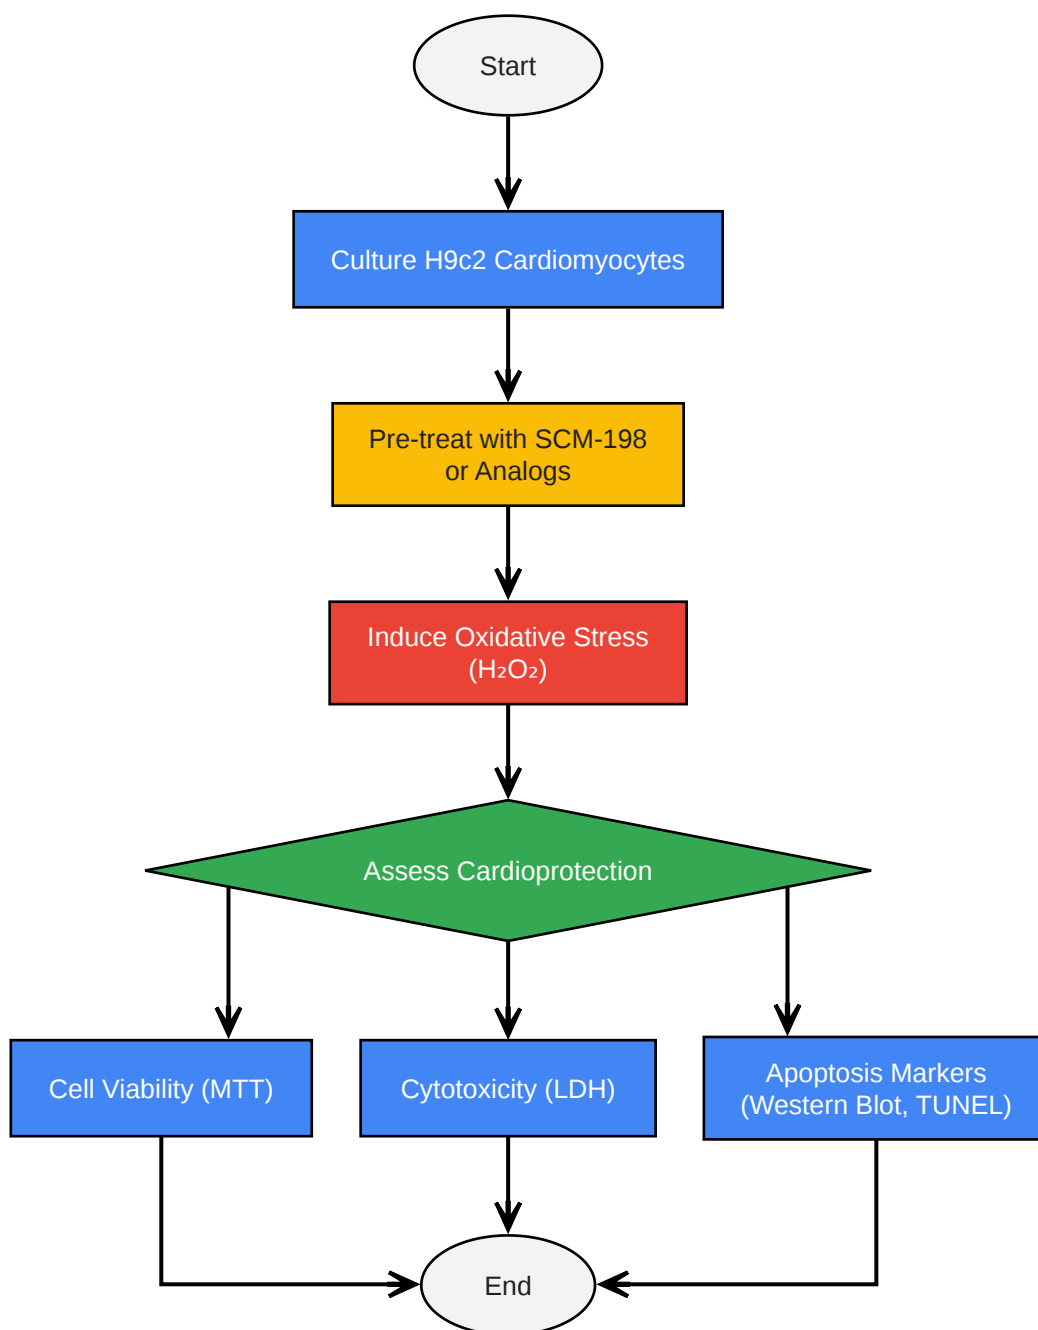 Start
Culture H9c2 Cardiomyocytes
Pre-treat with SCM-198
or Analogs
Induce Oxidative Stress
(H₂O₂)
Assess Cardioprotection
Cell Viability (MTT)
Cytotoxicity (LDH)
Apoptosis Markers
(Western Blot, TUNEL)
End